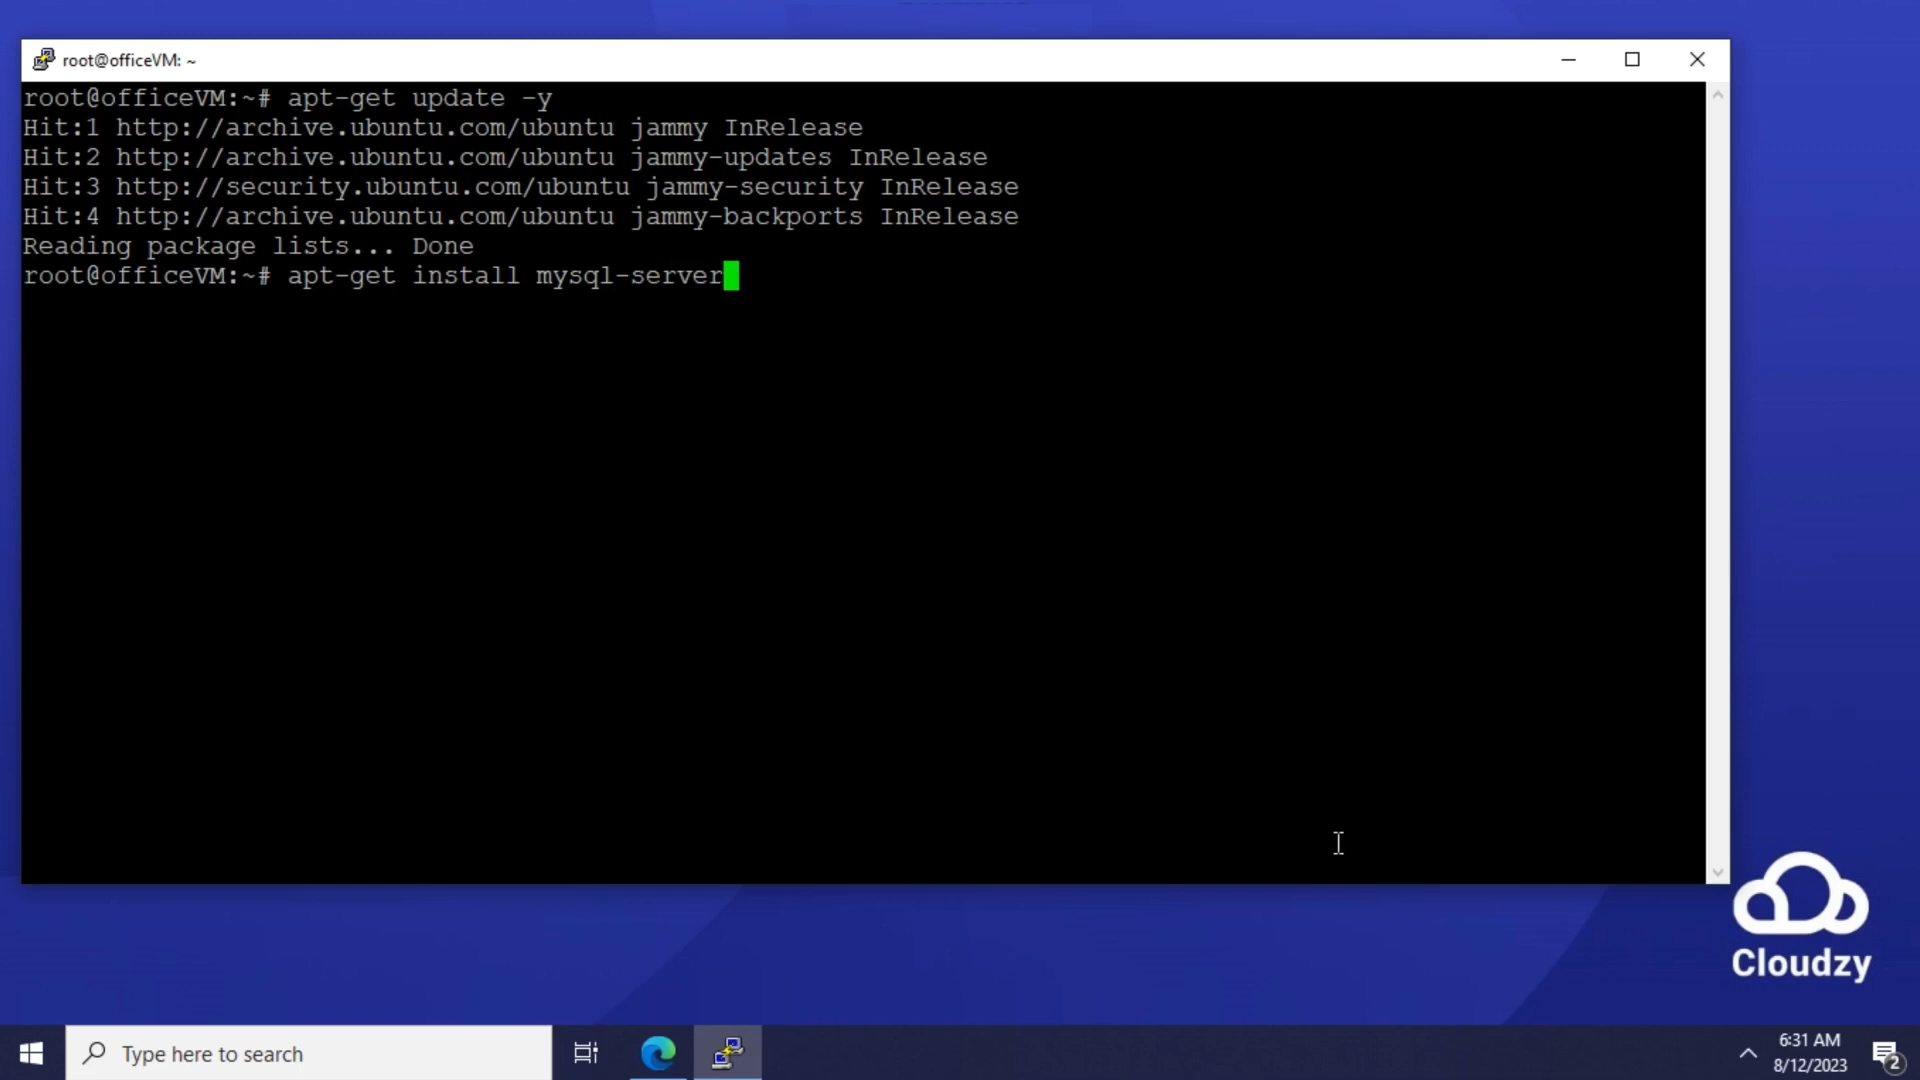 root@officeVM: ~
root@officeVM:~# apt-get update -y
Hit:1 http://archive.ubuntu.com/ubuntu jammy InRelease
Hit:2 http://archive.ubuntu.com/ubuntu jammy-updates InRelease
Hit:3 http://security.ubuntu.com/ubuntu jammy-security InRelease
Hit:4 http://archive.ubuntu.com/ubuntu jammy-backports InRelease
Reading package lists... Done
root@officeVM:~# apt-get install mysql-server
Cloudzy
Type here to search
6:31 AM
8/12/2023
2